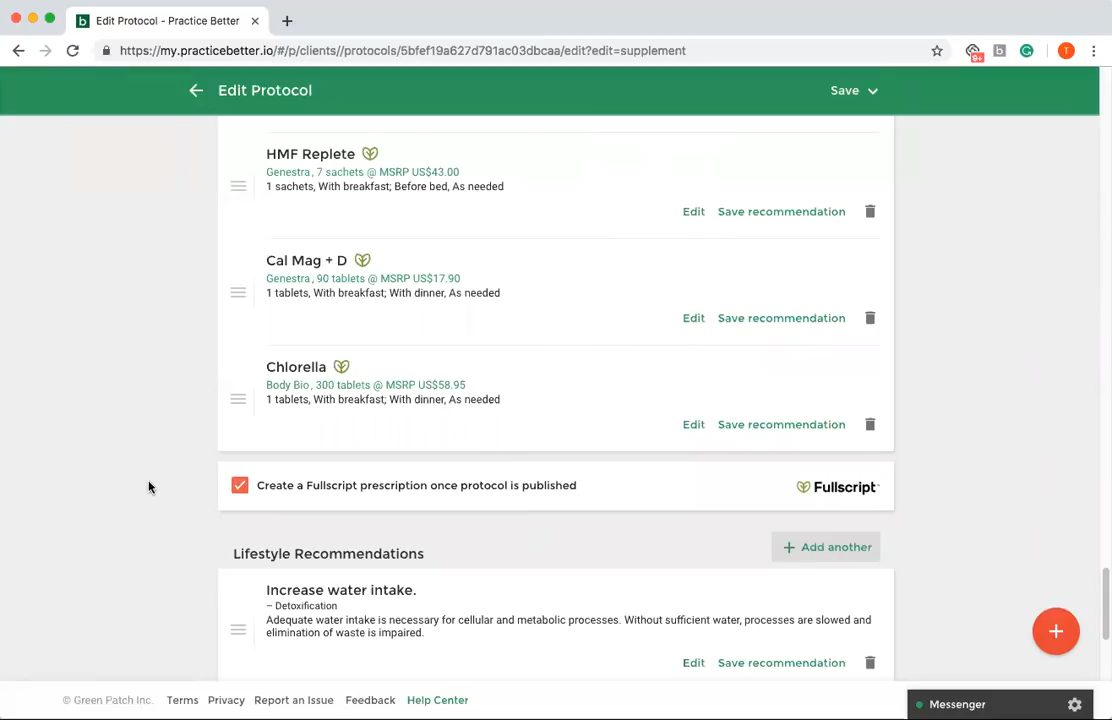 Edit Protocol - Practice Better
https://my.practicebetter.io/#/p/clients//protocols/5bfef19a627d791ac03dbcaa/edit?edit=supplement
9+
b
T
Edit Protocol
Save
HMF Replete
Genestra, 7 sachets @ MSRP US$43.00
1 sachets, With breakfast; Before bed, As needed
Edit Save recommendation
Cal Mag + D
Genestra, 90 tablets @ MSRP US$17.90
1 tablets, With breakfast; With dinner, As needed
Edit Save recommendation
Chlorella
Body Bio, 300 tablets @ MSRP US$58.95
1 tablets, With breakfast; With dinner, As needed
Edit Save recommendation
Create a Fullscript prescription once protocol is published
Fullscript
Lifestyle Recommendations
+ Add another
Increase water intake.
– Detoxification
Adequate water intake is necessary for cellular and metabolic processes. Without sufficient water, processes are slowed and
elimination of waste is impaired.
Edit Save recommendation
© Green Patch Inc. Terms Privacy Report an Issue Feedback Help Center
Messenger